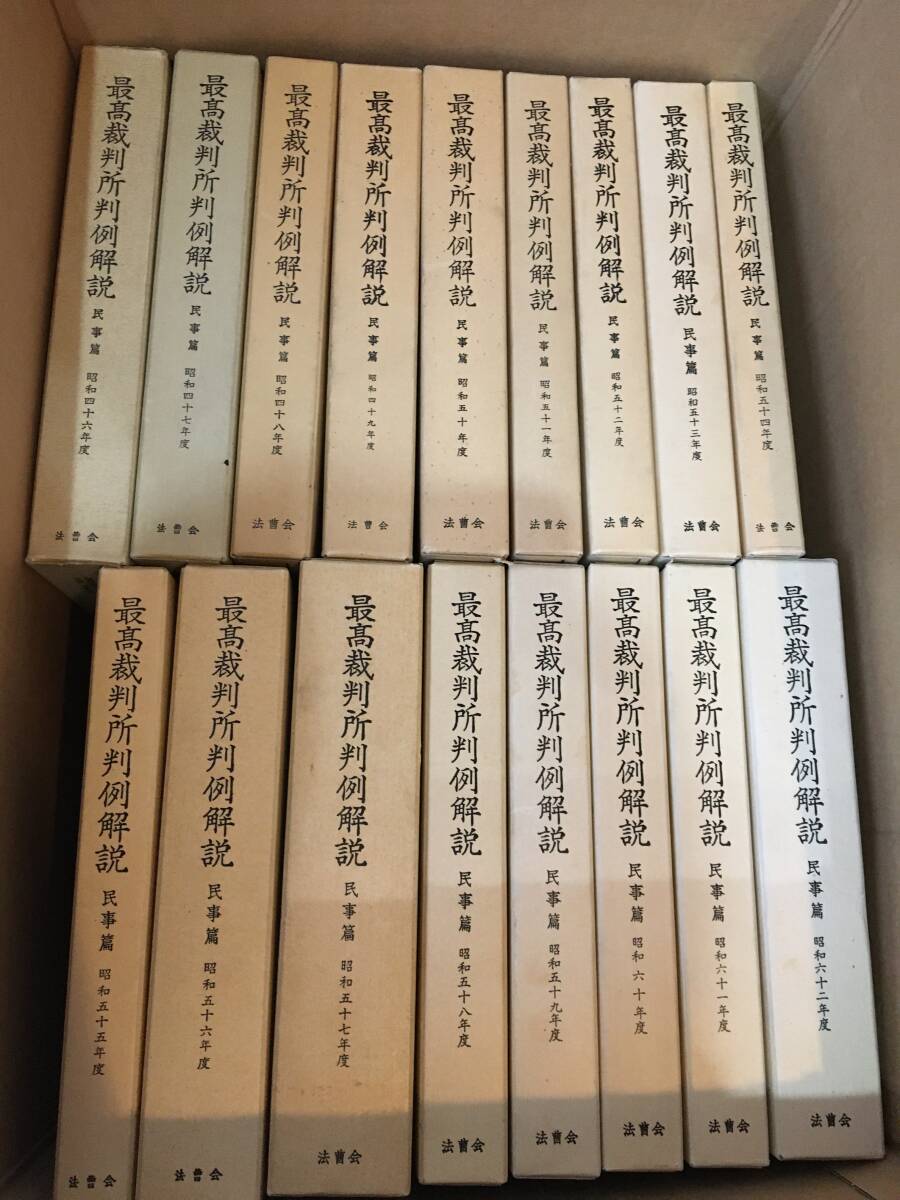 最高裁判所判例解説 民事篇 昭和四十六年度 法曹会
最高裁判所判例解説 民事篇 昭和四十七年度 法曹会
最高裁判所判例解説 民事篇 昭和四十八年度 法曹会
最高裁判所判例解説 民事篇 昭和四十九年度 法曹会
最高裁判所判例解説 民事篇 昭和五十年度 法曹会
最高裁判所判例解説 民事篇 昭和五十一年度 法曹会
最高裁判所判例解説 民事篇 昭和五十二年度 法曹会
最高裁判所判例解説 民事篇 昭和五十三年度 法曹会
最高裁判所判例解説 民事篇 昭和五十四年度 法曹会
最高裁判所判例解説 民事篇 昭和五十五年度 法曹会
最高裁判所判例解説 民事篇 昭和五十六年度 法曹会
最高裁判所判例解説 民事篇 昭和五十七年度 法曹会
最高裁判所判例解説 民事篇 昭和五十八年度 法曹会
最高裁判所判例解説 民事篇 昭和五十九年度 法曹会
最高裁判所判例解説 民事篇 昭和六十年度 法曹会
最高裁判所判例解説 民事篇 昭和六十一年度 法曹会
最高裁判所判例解説 民事篇 昭和六十二年度 法曹会